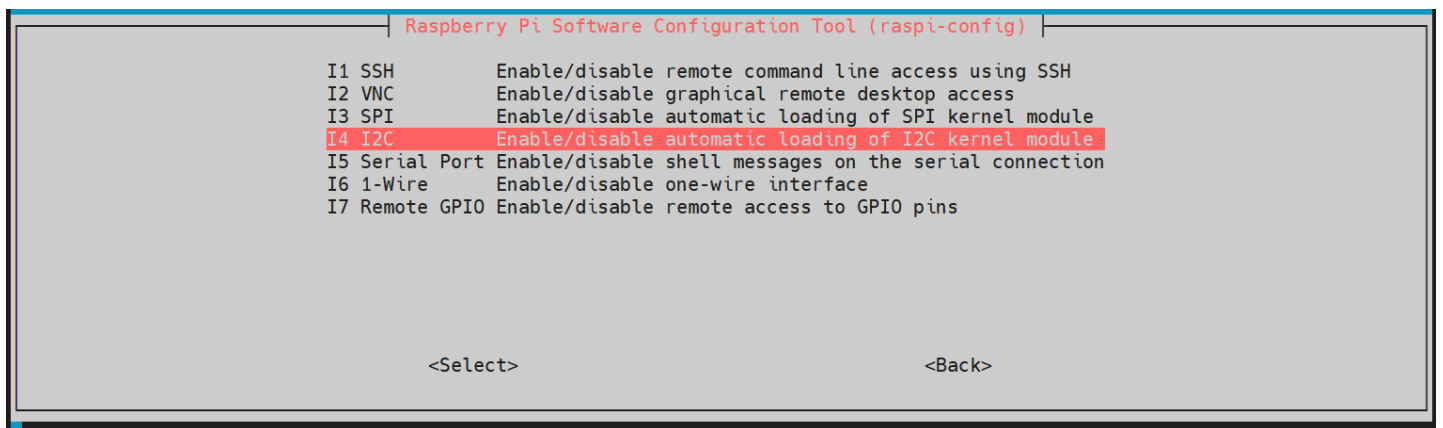 Raspberry Pi Software Configuration Tool (raspi-config)
I1 SSH Enable/disable remote command line access using SSH
I2 VNC Enable/disable graphical remote desktop access
I3 SPI Enable/disable automatic loading of SPI kernel module
I4 I2C Enable/disable automatic loading of I2C kernel module
I5 Serial Port Enable/disable shell messages on the serial connection
I6 1-Wire Enable/disable one-wire interface
I7 Remote GPIO Enable/disable remote access to GPIO pins
<Select> <Back>